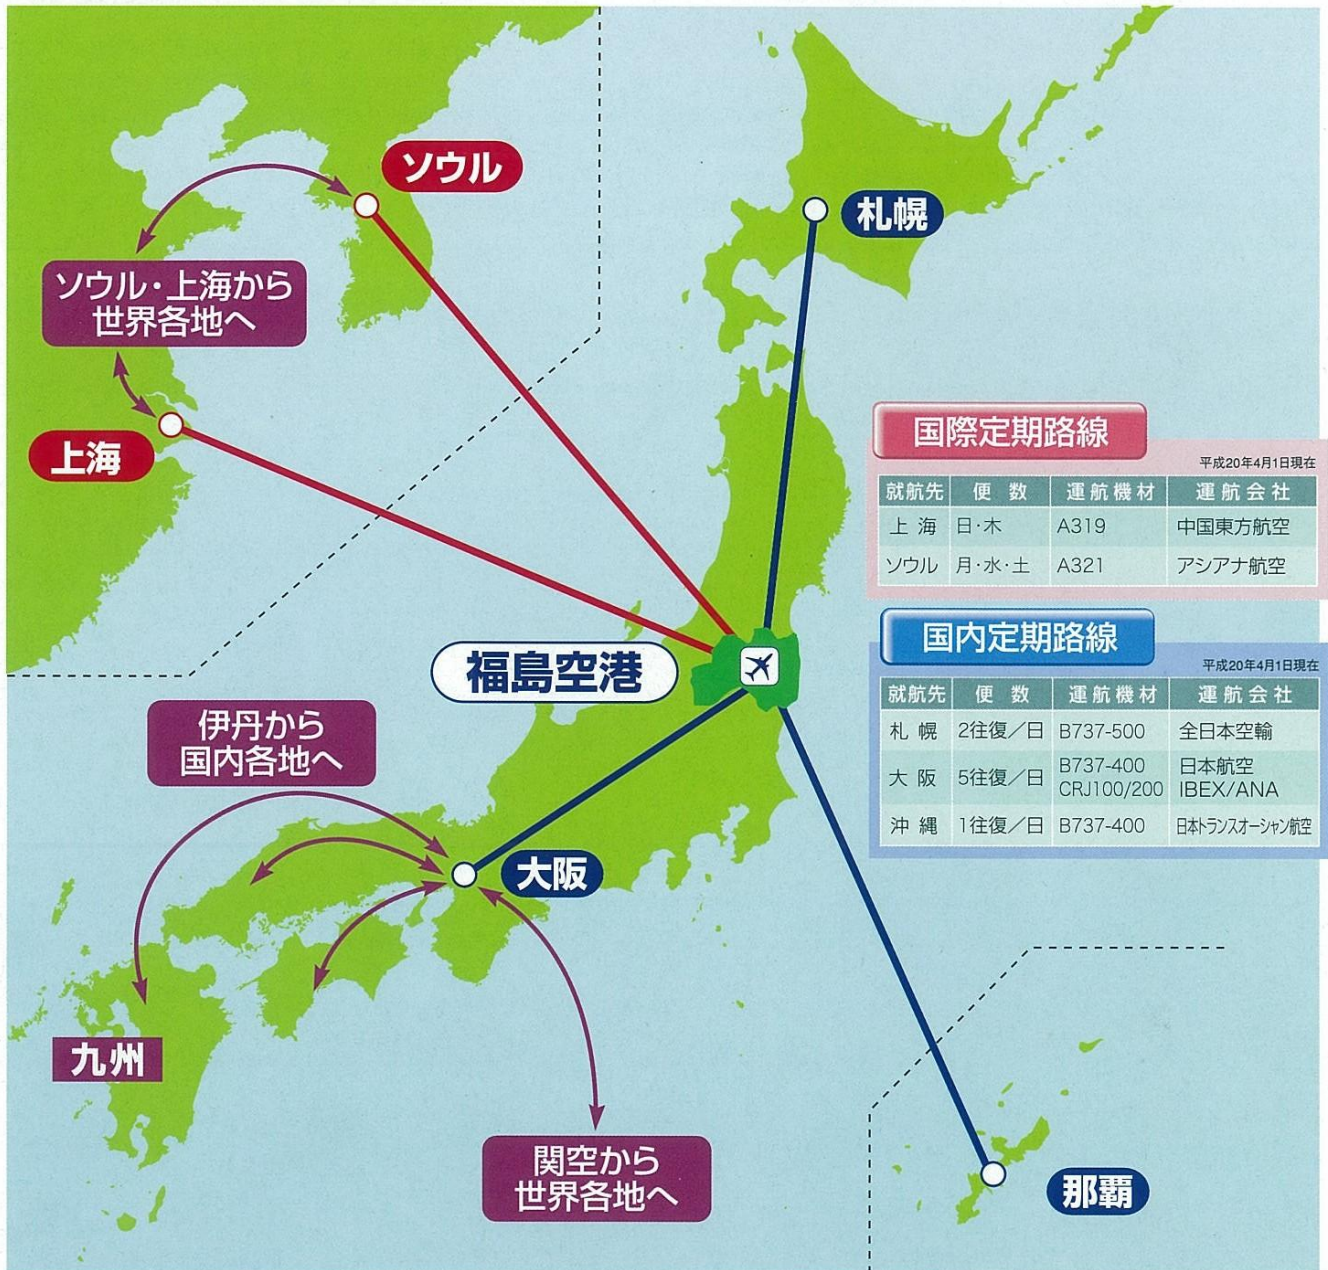 ソウル
札幌
ソウル・上海から
世界各地へ
上海
国際定期路線
平成20年4月1日現在
就航先 便数 運航機材 運航会社
上海 日・木 A319 中国東方航空
ソウル 月・水・土 A321 アシアナ航空
国内定期路線
平成20年4月1日現在
就航先 便数 運航機材 運航会社
札幌 2往復／日 B737-500 全日本空輸
大阪 5往復／日 B737-400 日本航空
CRJ100/200 IBEX/ANA
沖縄 1往復／日 B737-400 日本トランスオーシャン航空
福島空港
伊丹から
国内各地へ
大阪
九州
関空から
世界各地へ
那覇